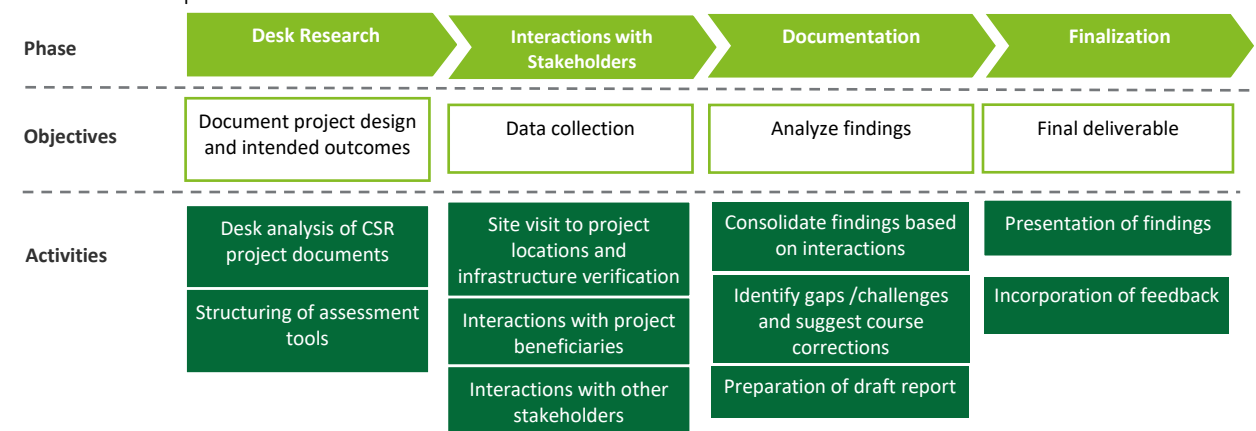 Phase
Desk Research
Interactions with
Stakeholders
Documentation
Finalization
Objectives
Document project design
and intended outcomes
Data collection
Analyze findings
Final deliverable
Activities
Desk analysis of CSR
project documents
Structuring of assessment
tools
Site visit to project
locations and
infrastructure verification
Interactions with project
beneficiaries
Interactions with other
stakeholders
Consolidate findings based
on interactions
Identify gaps /challenges
and suggest course
corrections
Preparation of draft report
Presentation of findings
Incorporation of feedback